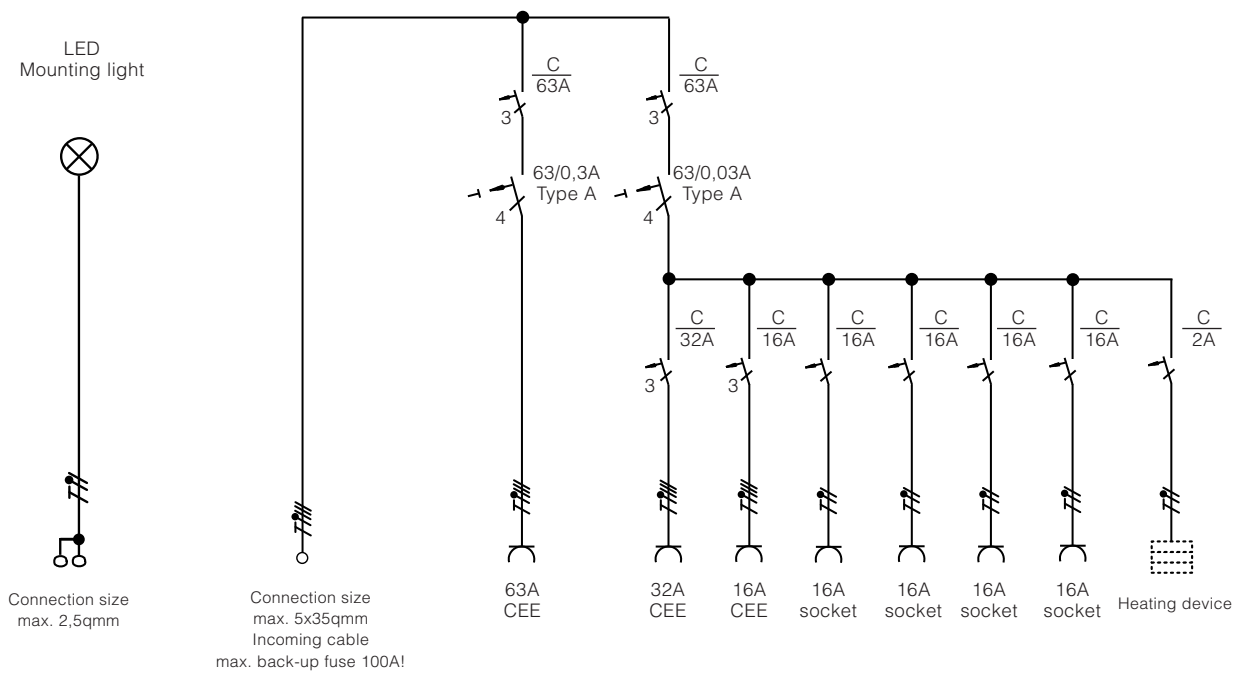 LED
Mounting light
C
63A
3
63/0,3A
Type A
4
C
63A
3
63/0,03A
Type A
4
C
32A
3
C
16A
3
C
16A
C
16A
C
16A
C
16A
C
2A
Connection size
max. 2,5qmm
Connection size
max. 5x35qmm
Incoming cable
max. back-up fuse 100A!
63A
CEE
32A
CEE
16A
CEE
16A
socket
16A
socket
16A
socket
16A
socket
Heating device